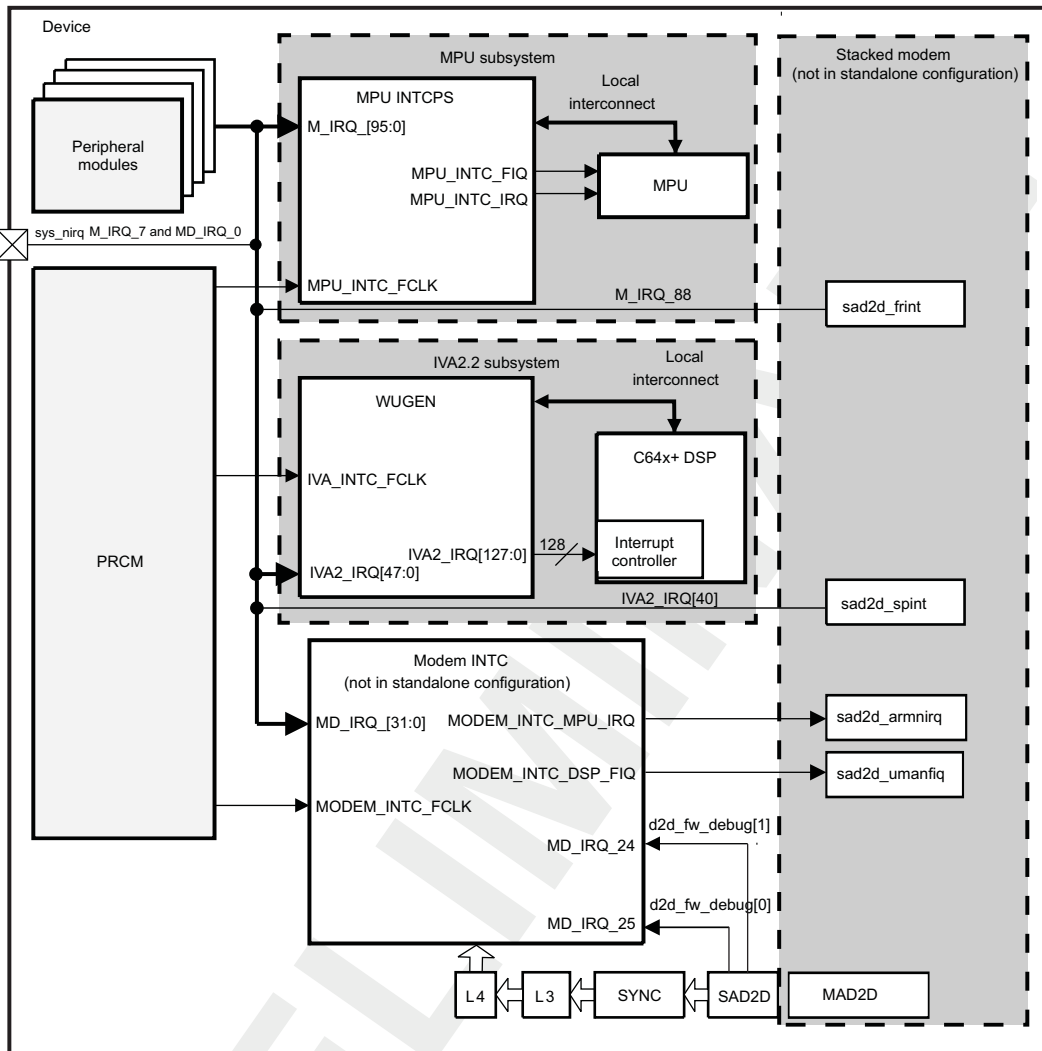 Device
MPU subsystem
Stacked modem
(not in standalone configuration)
Local
interconnect
MPU INTCPS
M_IRQ_[95:0]
Peripheral
modules
MPU_INTC_FIQ
MPU_INTC_IRQ
MPU
sys_nirq M_IRQ_7 and MD_IRQ_0
MPU_INTC_FCLK
M_IRQ_88
sad2d_frint
IVA2.2 subsystem
Local
interconnect
WUGEN
C64x+ DSP
IVA_INTC_FCLK
PRCM
IVA2_IRQ[127:0]
128
Interrupt
controller
IVA2_IRQ[47:0]
IVA2_IRQ[40]
sad2d_spint
Modem INTC
(not in standalone configuration)
MD_IRQ_[31:0]
MODEM_INTC_MPU_IRQ
sad2d_armnirq
MODEM_INTC_DSP_FIQ
sad2d_umanfiq
MODEM_INTC_FCLK
d2d_fw_debug[1]
MD_IRQ_24
d2d_fw_debug[0]
MD_IRQ_25
L4
L3
SYNC
SAD2D
MAD2D